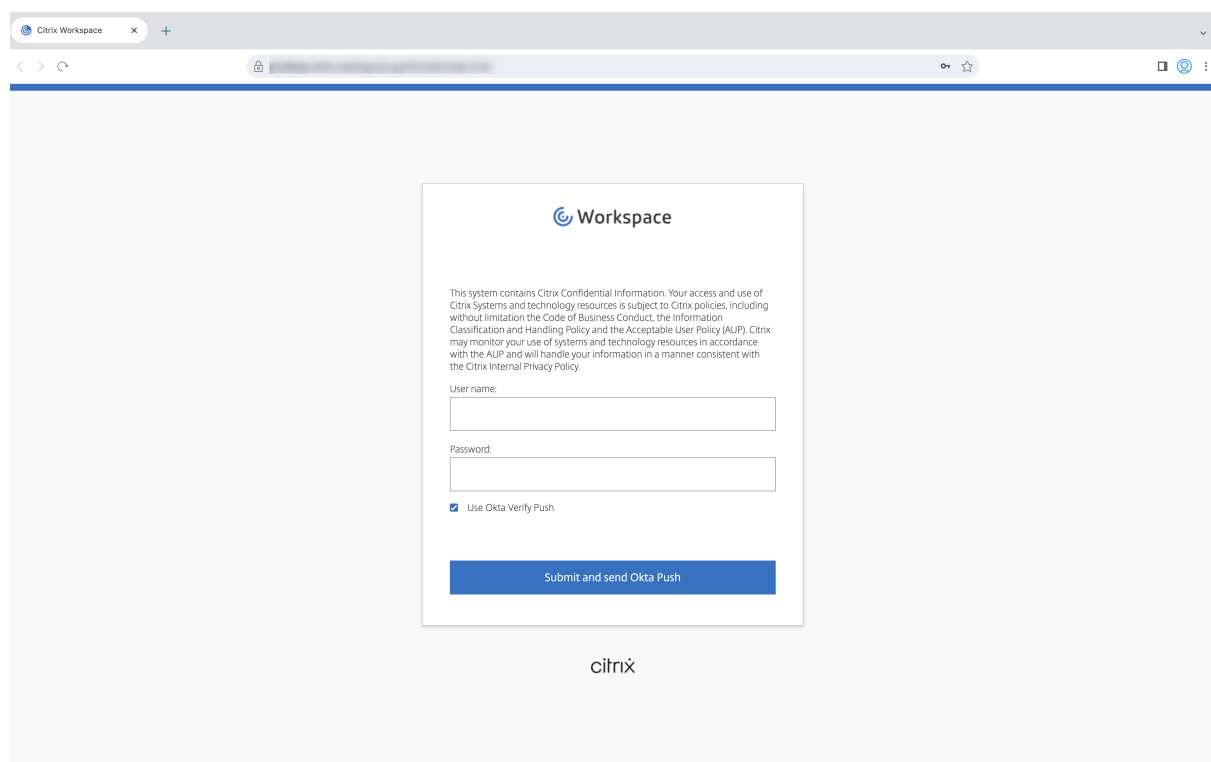 Citrix Workspace
Workspace
This system contains Citrix Confidential Information. Your access and use of
Citrix Systems and technology resources is subject to Citrix policies, including
without limitation the Code of Business Conduct, the Information
Classification and Handling Policy and the Acceptable User Policy (AUP). Citrix
may monitor your use of systems and technology resources in accordance
with the AUP and will handle your information in a manner consistent with
the Citrix Internal Privacy Policy.
User name:
Password:
Use Okta Verify Push
Submit and send Okta Push
citrix